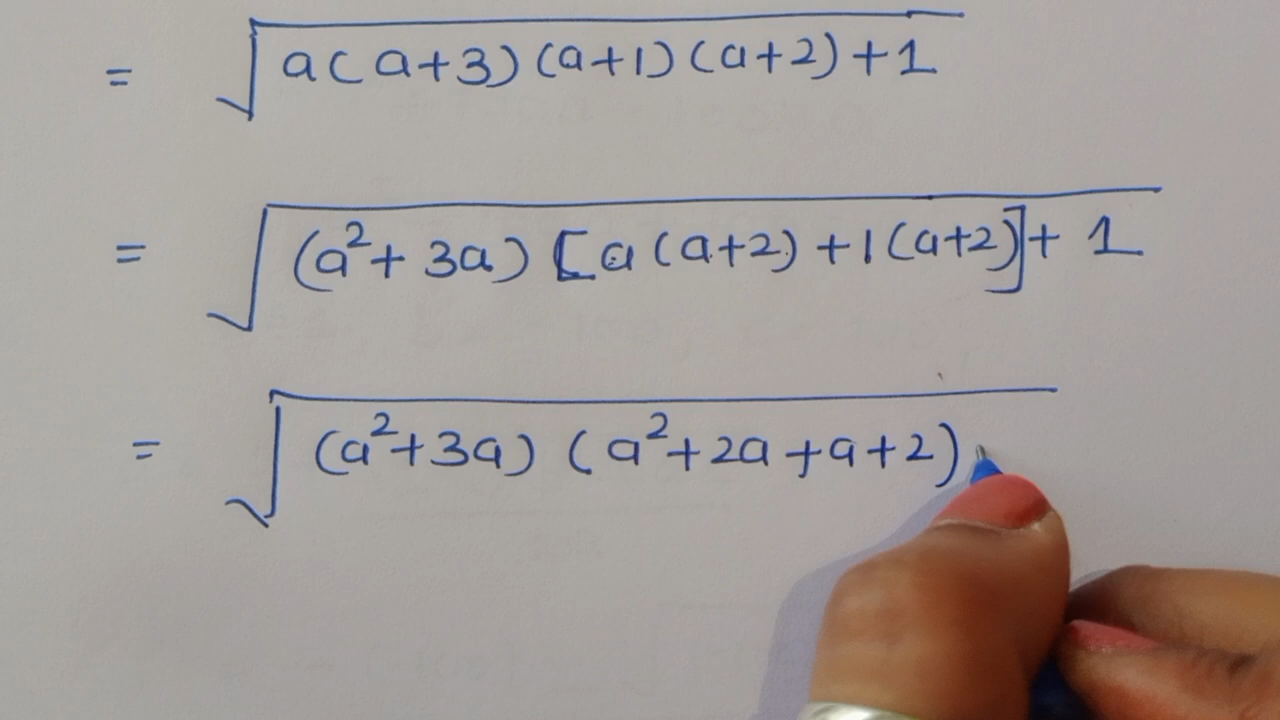 = √a(a+3)(a+1)(a+2)+1
= √(a²+3a)[a(a+2)+1(a+2)]+1
= √(a²+3a)(a²+2a+a+2)